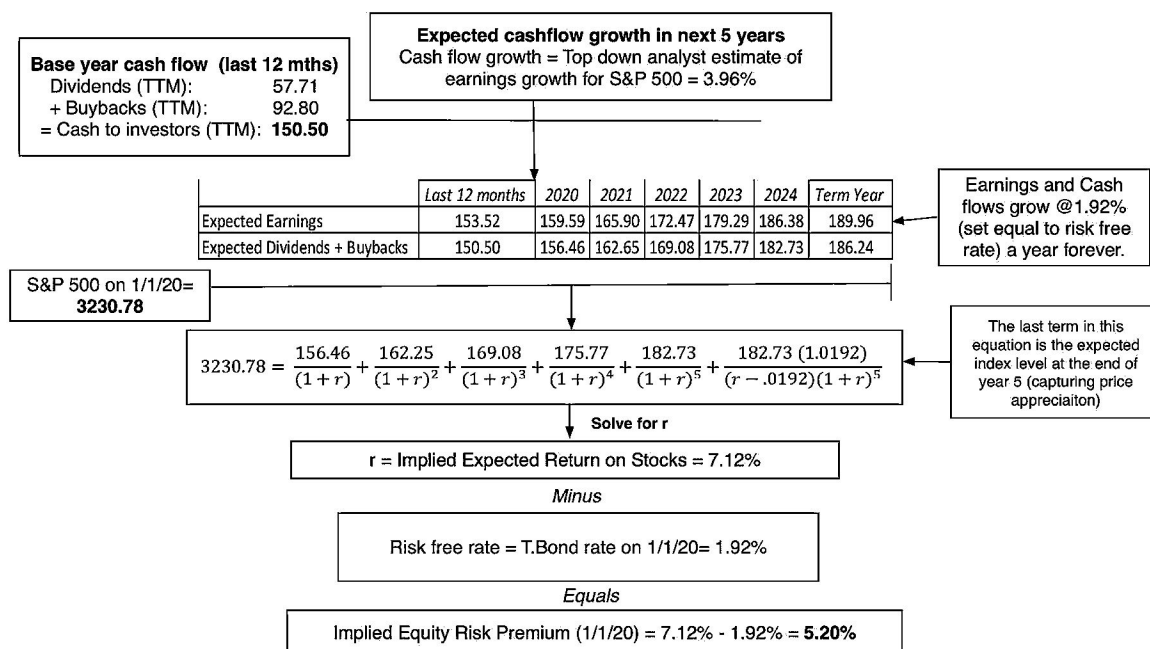 Expected cashflow growth in next 5 years
Cash flow growth = Top down analyst estimate of
earnings growth for S&P 500 = 3.96%
Base year cash flow (last 12 mths)
Dividends (TTM): 57.71
+ Buybacks (TTM): 92.80
= Cash to investors (TTM): 150.50
Last 12 months 2020 2021 2022 2023 2024 Term Year
Expected Earnings 153.52 159.59 165.90 172.47 179.29 186.38 189.96
Expected Dividends + Buybacks 150.50 156.46 162.65 169.08 175.77 182.73 186.24
Earnings and Cash
flows grow @1.92%
(set equal to risk free
rate) a year forever.
S&P 500 on 1/1/20=
3230.78
3230.78 = 156.46/(1 + r) + 162.25/(1 + r)² + 169.08/(1 + r)³ + 175.77/(1 + r)⁴ + 182.73/(1 + r)⁵ + 182.73 (1.0192)/(r − .0192)(1 + r)⁵
The last term in this
equation is the expected
index level at the end of
year 5 (capturing price
appreciaiton)
Solve for r
r = Implied Expected Return on Stocks = 7.12%
Minus
Risk free rate = T.Bond rate on 1/1/20= 1.92%
Equals
Implied Equity Risk Premium (1/1/20) = 7.12% - 1.92% = 5.20%